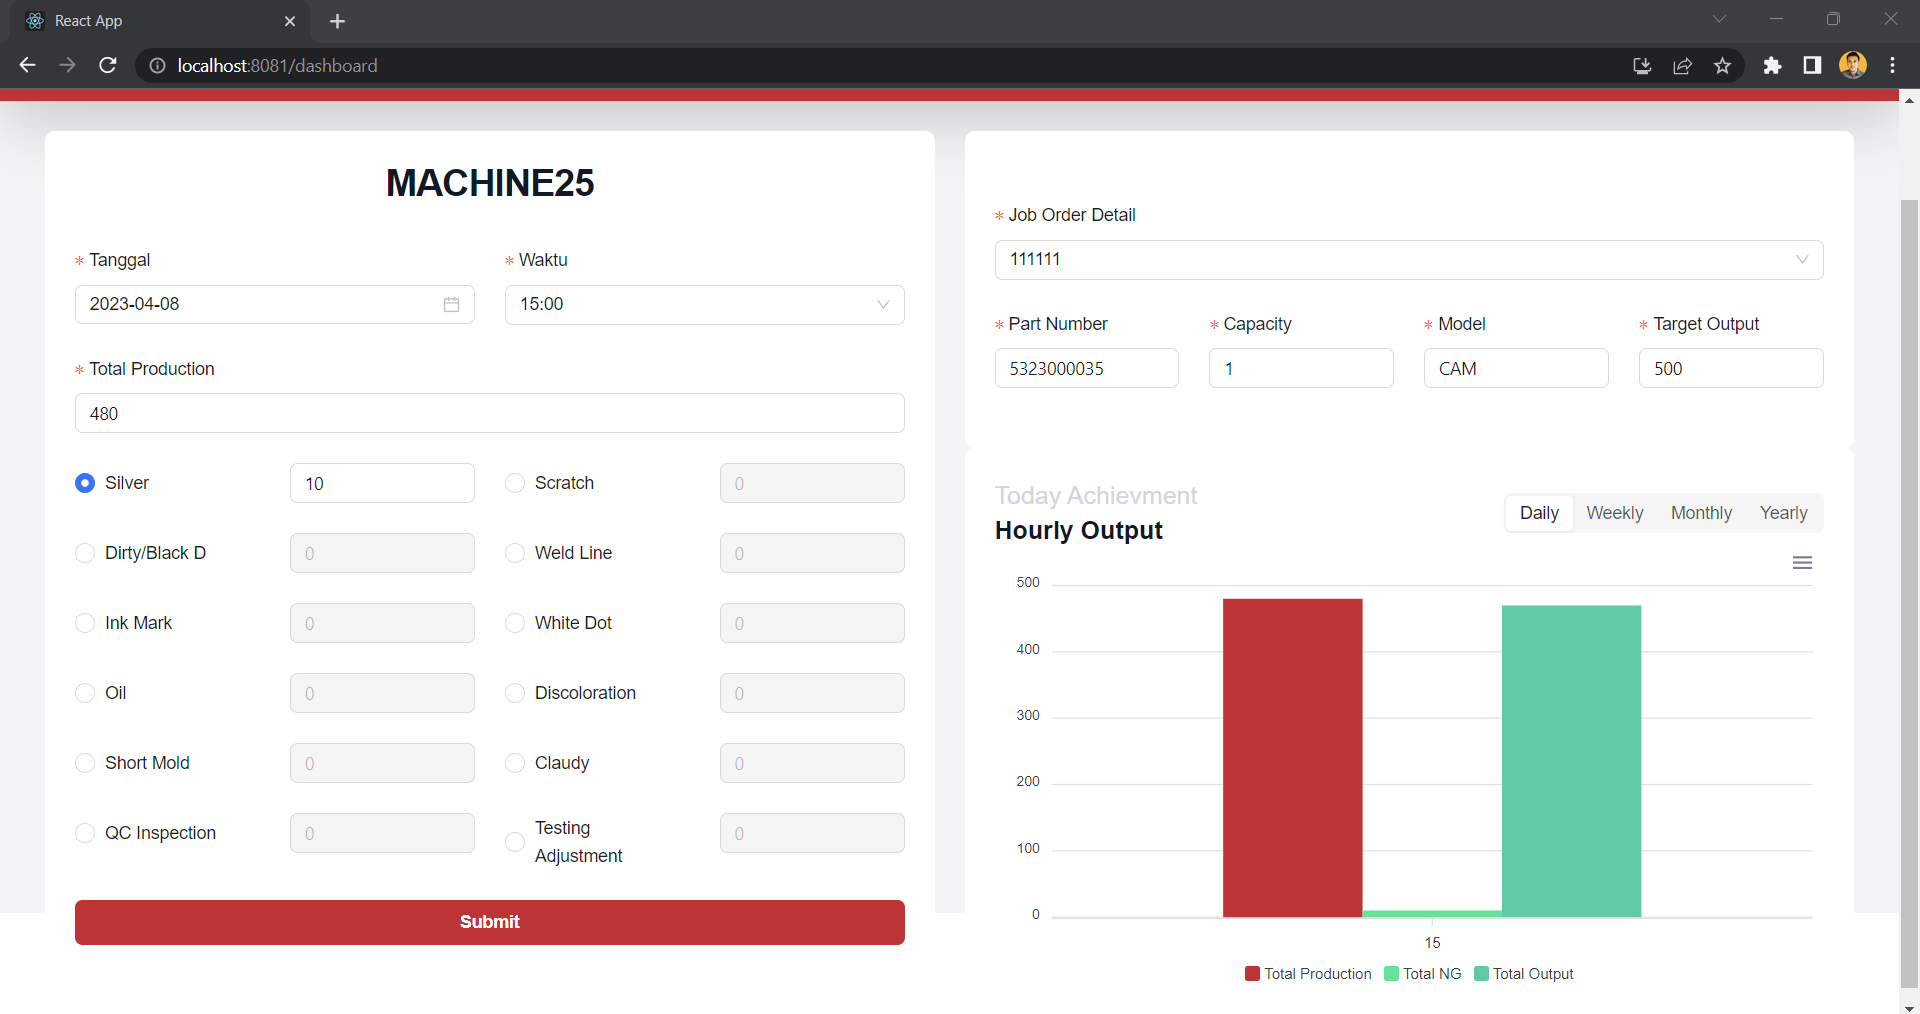 React App
localhost:8081/dashboard
MACHINE25
* Tanggal
* Waktu
2023-04-08
15:00
* Total Production
480
Silver
10
Scratch
0
Dirty/Black D
0
Weld Line
0
Ink Mark
0
White Dot
0
Oil
0
Discoloration
0
Short Mold
0
Claudy
0
QC Inspection
0
Testing
Adjustment
0
Submit
* Job Order Detail
111111
* Part Number
* Capacity
* Model
* Target Output
5323000035
1
CAM
500
Today Achievment
Hourly Output
Daily
Weekly
Monthly
Yearly
500
400
300
200
100
0
15
Total Production
Total NG
Total Output